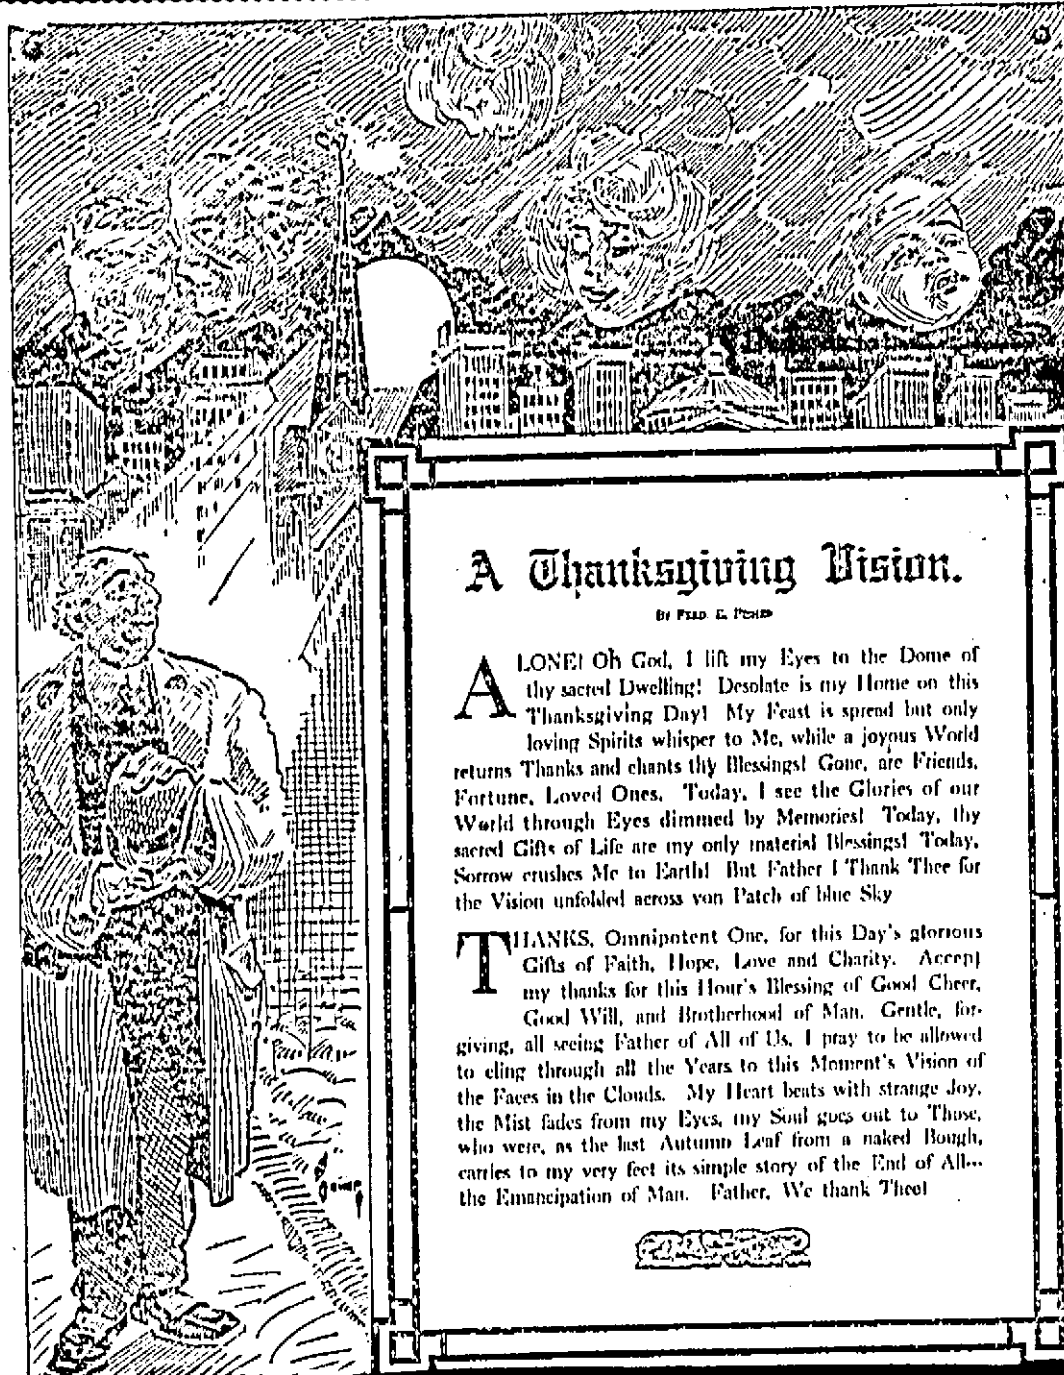 A Thanksgiving Vision.
By Fred. E.
ALONE! Oh God, I lift my Eyes to the Dome of
thy sacred Dwelling! Desolate is my Home on this
Thanksgiving Day! My Feast is spread but only
loving Spirits whisper to Me, while a joyous World
returns Thanks and chants thy Blessings! Gone, are Friends,
Fortune, Loved Ones. Today, I see the Glories of our
World through Eyes dimmed by Memories! Today, thy
sacred Gifts of Life are my only material Blessings! Today,
Sorrow crushes Me to Earth! But Father I Thank Thee for
the Vision unfolded across yon Patch of blue Sky
THANKS, Omnipotent One, for this Day's glorious
Gifts of Faith, Hope, Love and Charity. Accept
my thanks for this Hour's Blessing of Good Cheer,
Good Will, and Brotherhood of Man. Gentle, for-
giving, all seeing Father of All of Us, I pray to be allowed
to cling through all the Years to this Moment's Vision of
the Faces in the Clouds. My Heart beats with strange Joy,
the Mist fades from my Eyes, my Soul goes out to Those,
who were, as the last Autumn Leaf from a naked Bough,
carries to my very feet its simple story of the End of All---
the Emancipation of Man. Father, We thank Thee!